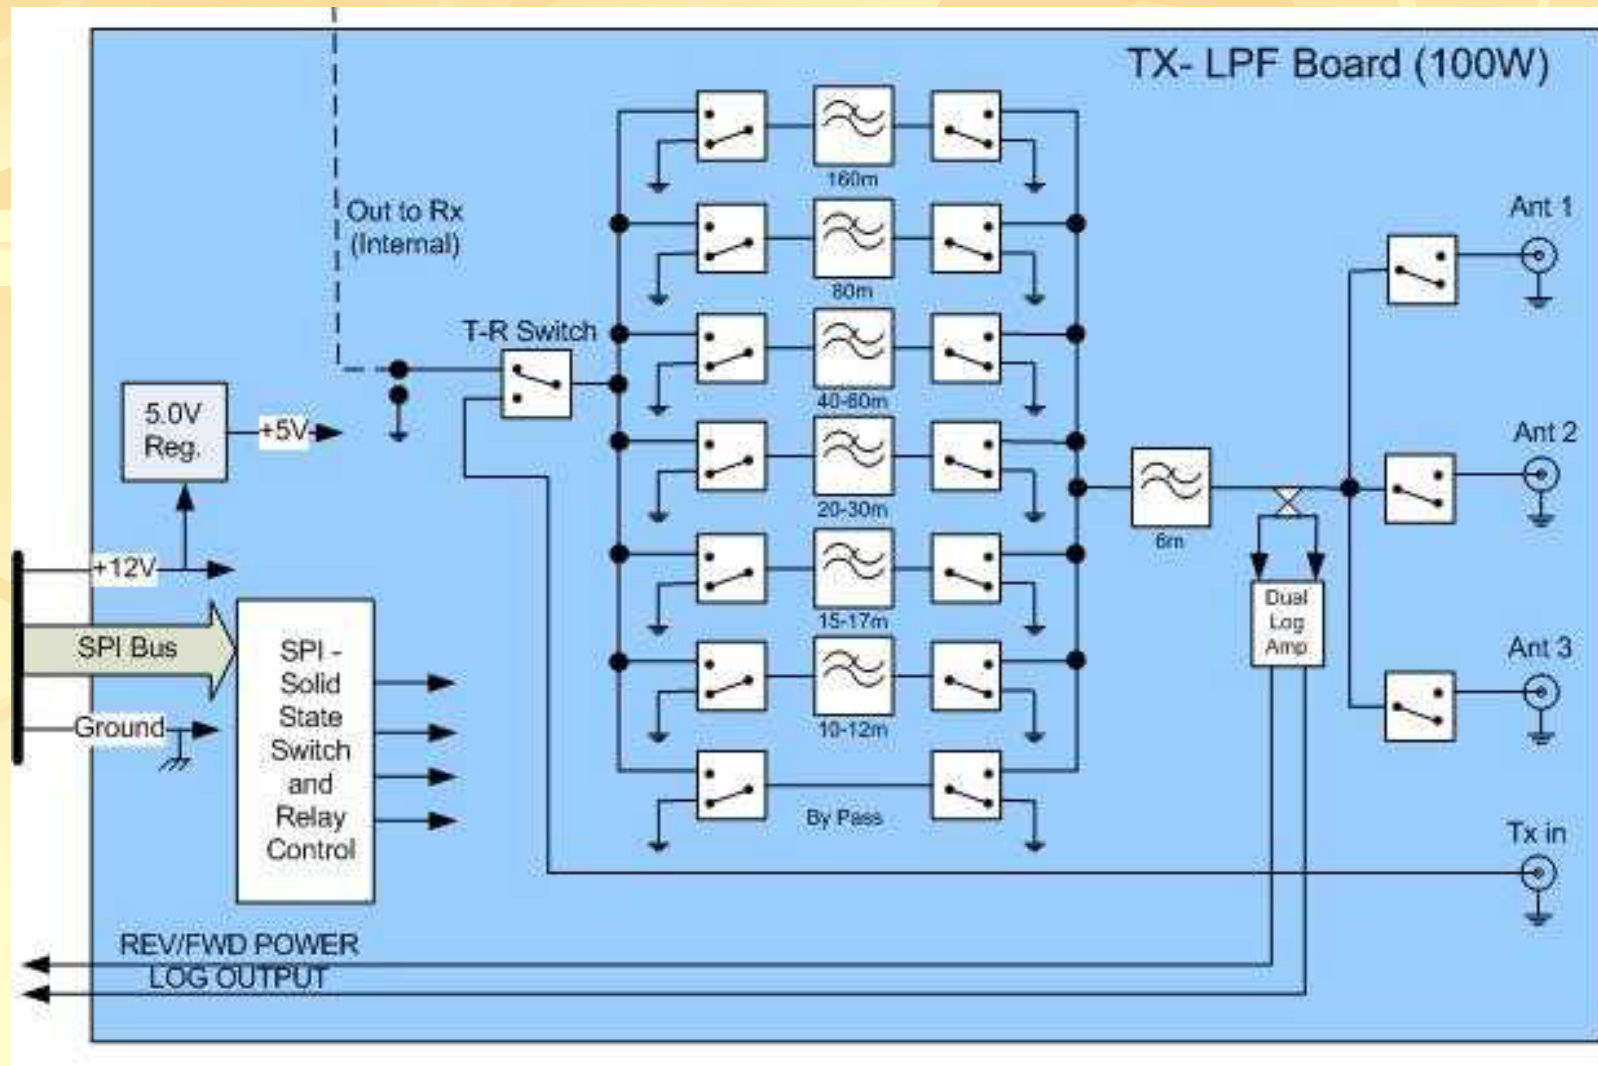 TX- LPF Board (100W)
Out to Rx
(Internal)
T-R Switch
5.0V
Reg.
+5V
+12V
SPI Bus
Ground
SPI -
Solid
State
Switch
and
Relay
Control
160m
80m
40-60m
20-30m
15-17m
10-12m
By Pass
6m
Dual
Log
Amp
Ant 1
Ant 2
Ant 3
Tx in
REV/FWD POWER
LOG OUTPUT